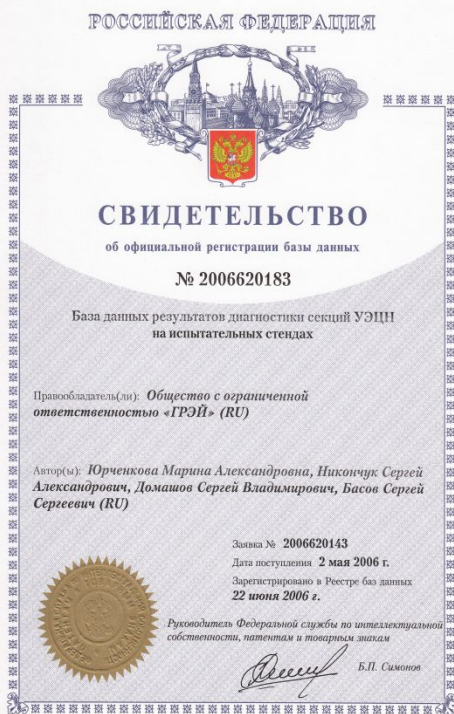 РОССИЙСКАЯ ФЕДЕРАЦИЯ
СВИДЕТЕЛЬСТВО
об официальной регистрации базы данных
№ 2006620183
База данных результатов диагностики секций УЭЦН
на испытательных стендах
Правообладатель(ли): Общество с ограниченной
ответственностью «ГРЭЙ» (RU)
Автор(ы): Юрченкова Марина Александровна, Никончук Сергей
Александрович, Домашов Сергей Владимирович, Басов Сергей
Сергеевич (RU)
Заявка № 2006620143
Дата поступления 2 мая 2006 г.
Зарегистрировано в Реестре баз данных
22 июня 2006 г.
Руководитель Федеральной службы по интеллектуальной
собственности, патентам и товарным знакам
Б.П. Симонов